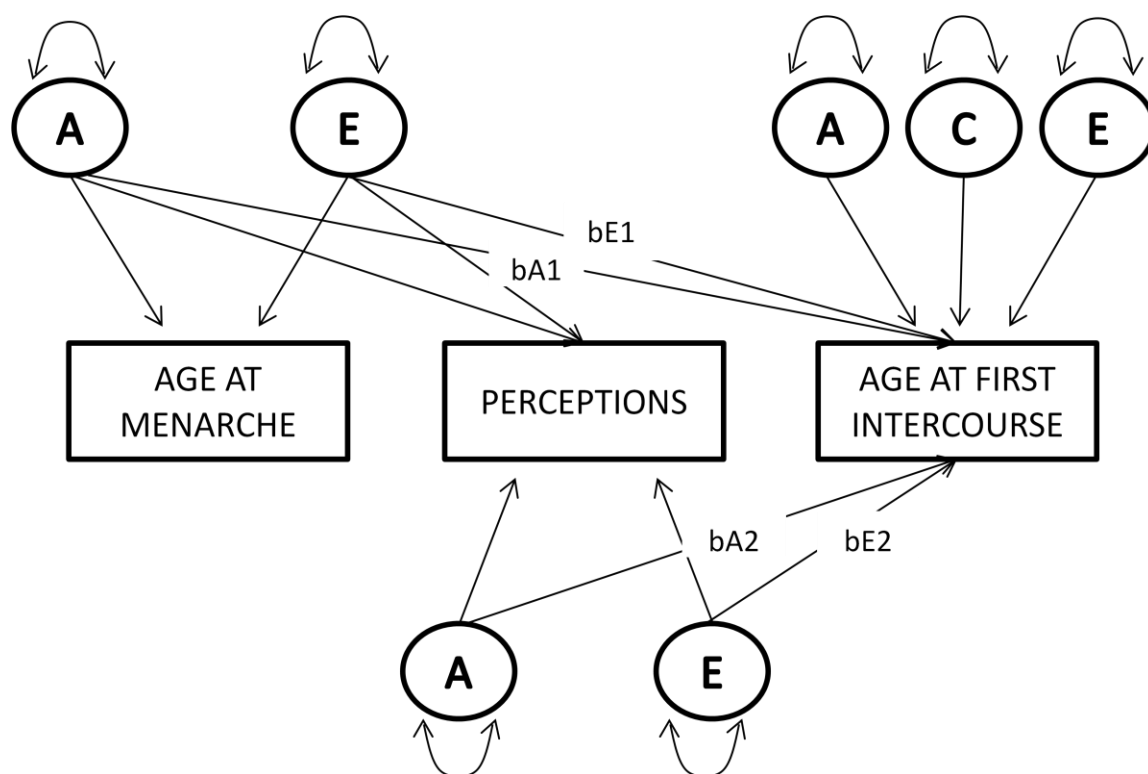 A
E
A
C
E
bE1
bA1
AGE AT
MENARCHE
PERCEPTIONS
AGE AT FIRST
INTERCOURSE
bA2
bE2
A
E